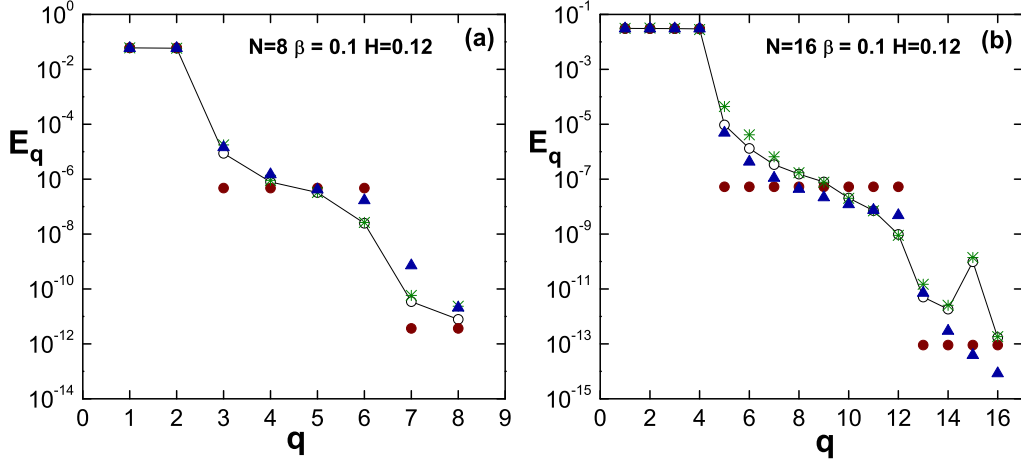 N=8 β = 0.1 H=0.12 (a)
E_q
10^0
10^-2
10^-4
10^-6
10^-8
10^-10
10^-12
10^-14
0 1 2 3 4 5 6 7 8 9
q
N=16 β = 0.1 H=0.12 (b)
E_q
10^-1
10^-3
10^-5
10^-7
10^-9
10^-11
10^-13
10^-15
0 2 4 6 8 10 12 14 16
q